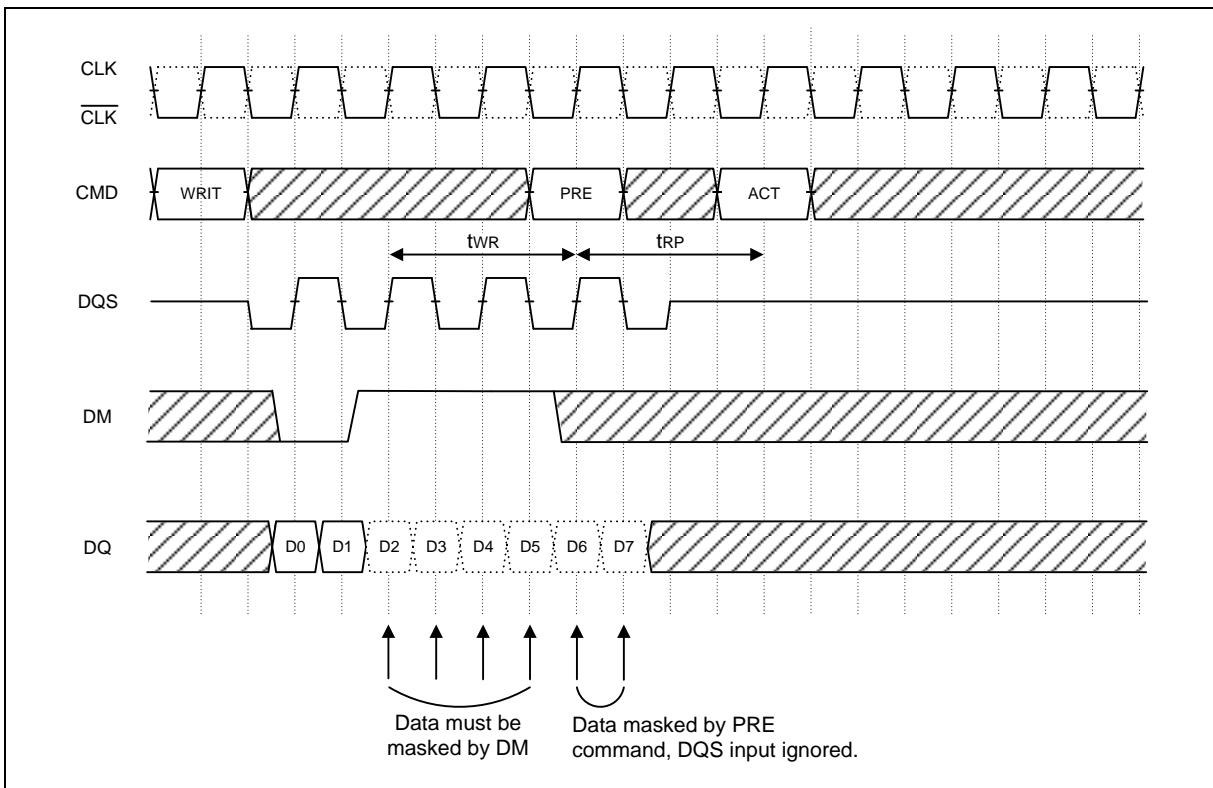 CLK
CLK
CMD WRIT PRE ACT
tWR tRP
DQS
DM
DQ D0 D1 D2 D3 D4 D5 D6 D7
Data must be
masked by DM
Data masked by PRE
command, DQS input ignored.